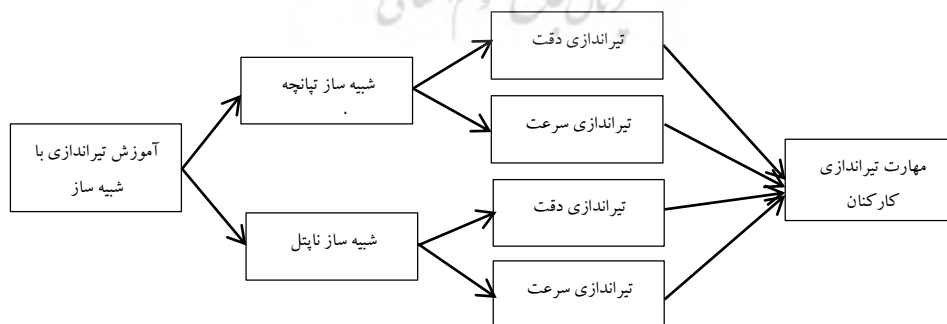 تیراندازی دقت
شبیه ساز تپانچه
.
تیراندازی سرعت
آموزش تیراندازی با
شبیه ساز
مهارت تیراندازی
کارکنان
تیراندازی دقت
شبیه ساز ناپتل
تیراندازی سرعت